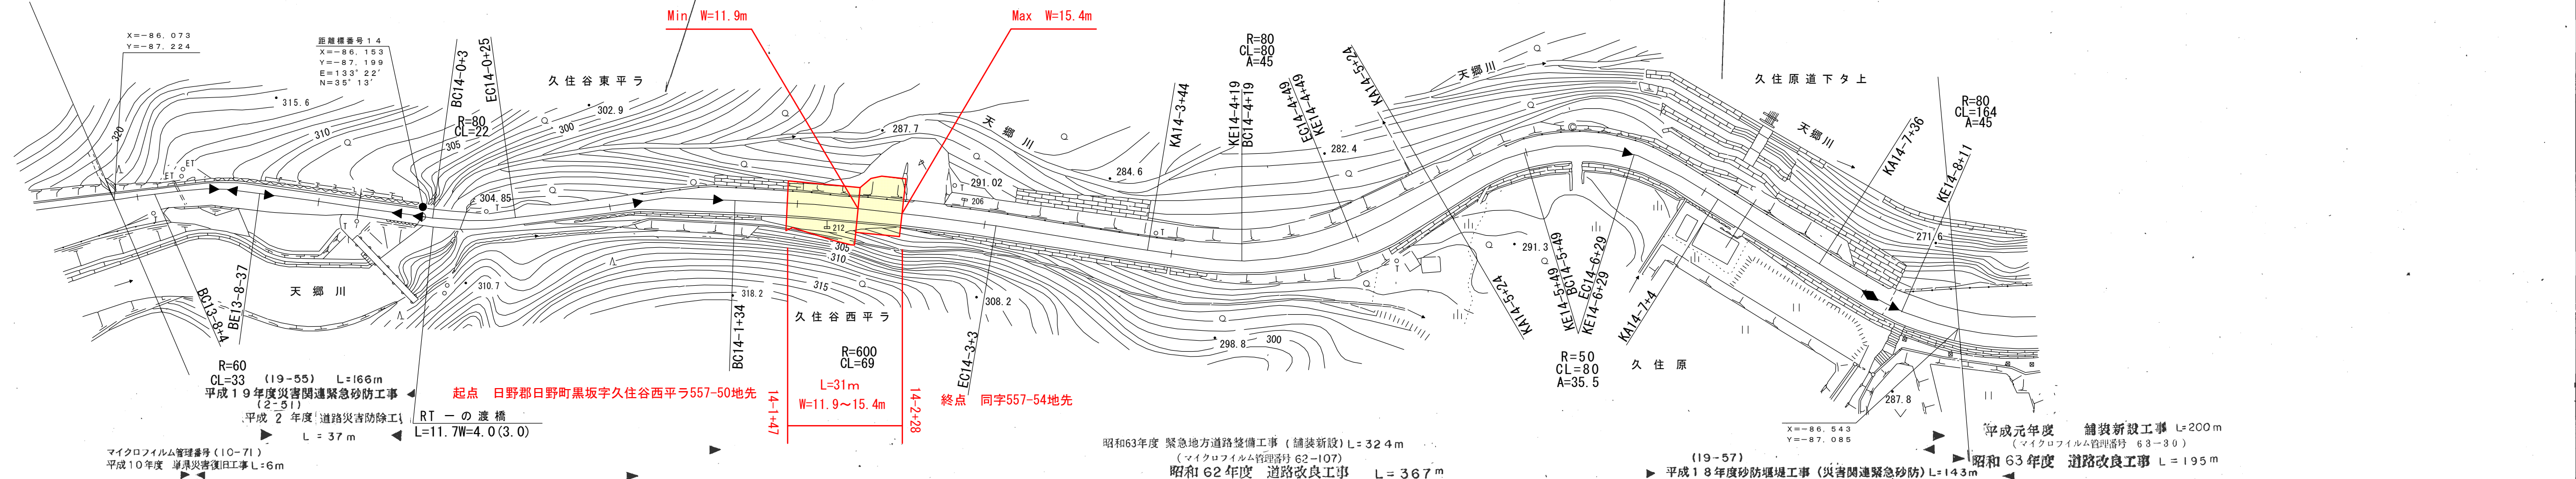 X=-86.073
Y=-87.224
距離標番号14
X=-86.153
Y=-87.199
E=133°22′
N=35°13′
320
315.6
310
ET
ET
BC14-0+3
EC14-0+25
R=80
CL=22
305
300
302.9
久住谷東平ラ
304.85
T
Min W=11.9m
Max W=15.4m
287.7
天郷川
291.02
T
206
212
284.6
KA14-3+44
R=80
CL=80
A=45
KE14-4+19
BC14-4+19
EC14-4+49
KE14-4+49
282.4
KA14-5+24
天郷川
久住原道下タ上
天郷川
KA14-7+36
R=80
CL=164
A=45
KE14-8+11
271.6
BC13-8+4
BE13-8-37
天郷川
T
310.7
318.2
BC14-1+34
305
310
315
久住谷西平ラ
308.2
EC14-3+3
298.8
300
T
T
291.3
KA14-5+24
KE14-5+49
BC14-5+49
EC14-6+29
KE14-6+29
KA14-7+4
R=50
CL=80
A=35.5
久住原
287.8
X=-86.543
Y=-87.085
R=60
CL=33
(19-55) L=166m
平成19年度災害関連緊急砂防工事
(2-51)
平成2年度 道路災害防除工
L=37m
RT 一の渡橋
L=11.7W=4.0(3.0)
マイクロフィルム管理番号(10-71)
平成10年度 単県災害復旧工事L=6m
起点 日野郡日野町黒坂字久住谷西平ラ557-50地先
14-1+47
R=600
CL=69
L=31m
W=11.9~15.4m
14-2+28
終点 同字557-54地先
昭和63年度 緊急地方道路整備工事(舗装新設)L=324m
(マイクロフィルム管理番号62-107)
昭和62年度 道路改良工事 L=367m
(19-57)
平成18年度砂防堰堤工事(災害関連緊急砂防)L=143m
平成元年度 舗装新設工事 L=200m
(マイクロフィルム管理番号 63-30)
昭和63年度 道路改良工事 L=195m